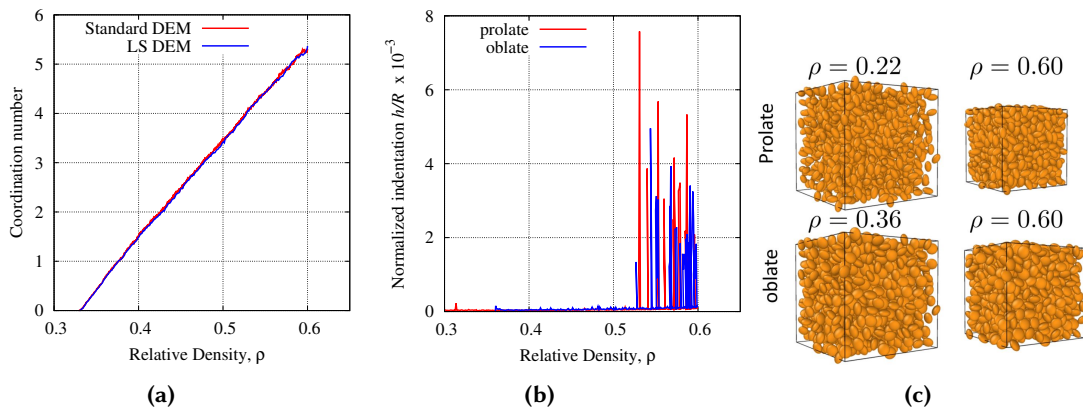 6
5
4
3
2
1
0
0.3 0.4 0.5 0.6
Coordination number
Relative Density, ρ
Standard DEM
LS DEM
(a)
8
6
4
2
0
0.3 0.4 0.5 0.6
Normalized indentation h/R x 10⁻³
Relative Density, ρ
prolate
oblate
(b)
ρ = 0.22 ρ = 0.60
Prolate
ρ = 0.36 ρ = 0.60
oblate
(c)